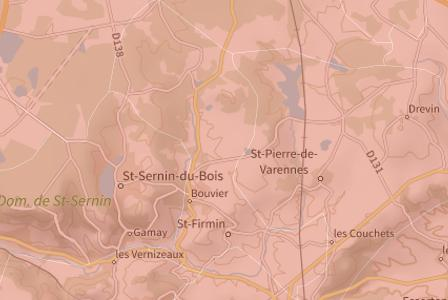 D138
Drevin
St-Pierre-de-
Varennes
D131
St-Sernin-du-Bois
Bouvier
Dom. de St-Sernin
St-Firmin
Gamay
les Couchets
les Vernizeaux